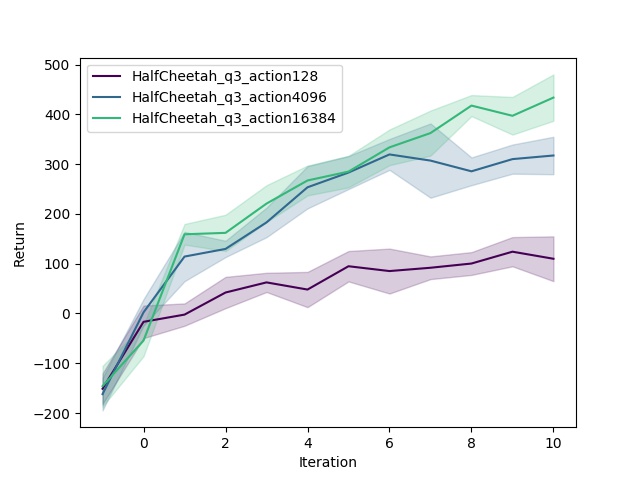 500
400
300
200
100
0
−100
−200
Return
HalfCheetah_q3_action128
HalfCheetah_q3_action4096
HalfCheetah_q3_action16384
0 2 4 6 8 10
Iteration